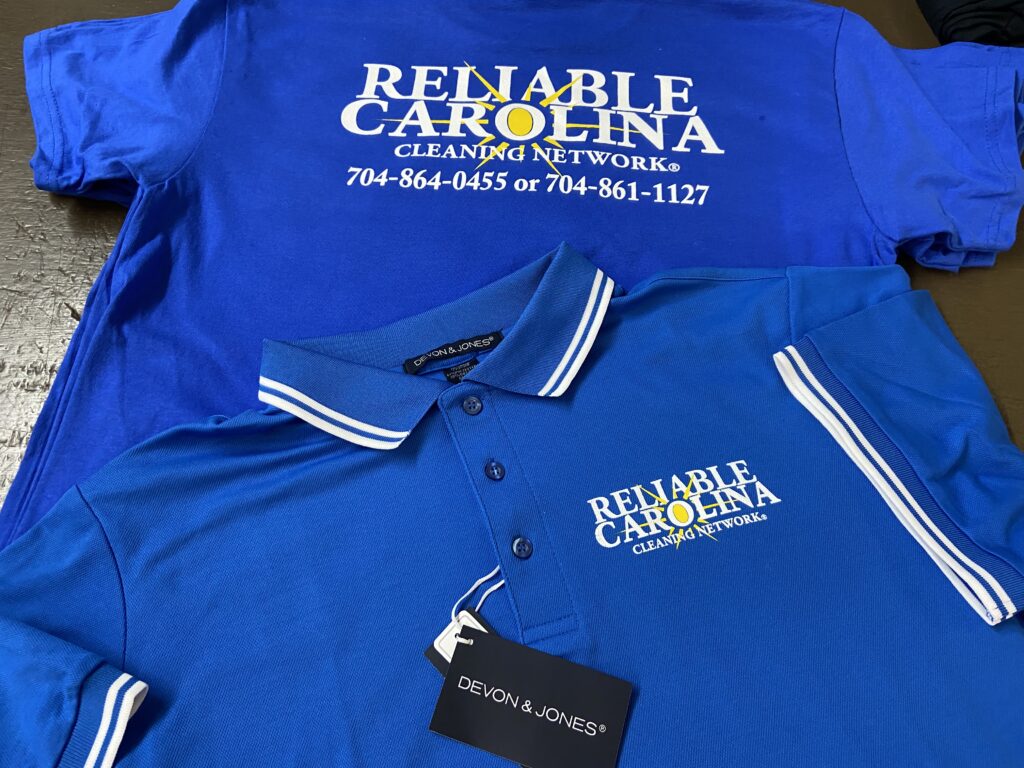 RELIABLE
CAROLINA
CLEANING NETWORK®
704-864-0455 or 704-861-1127
DEVON & JONES®
RELIABLE
CAROLINA
CLEANING NETWORK®
DEVON & JONES®